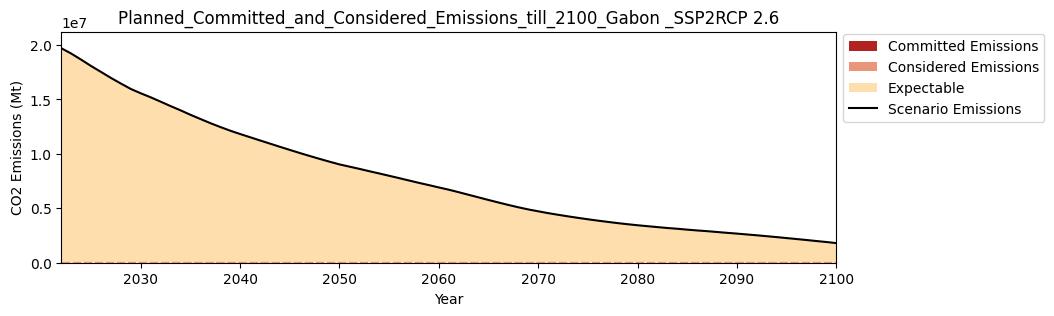 Planned_Committed_and_Considered_Emissions_till_2100_Gabon _SSP2RCP 2.6
1e7
2.0
1.5
1.0
0.5
0.0
CO2 Emissions (Mt)
2030 2040 2050 2060 2070 2080 2090 2100
Year
Committed Emissions
Considered Emissions
Expectable
Scenario Emissions